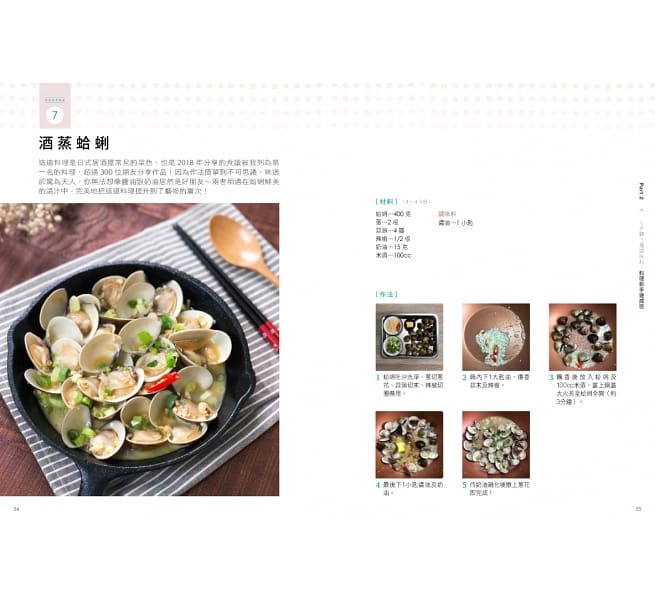 7
酒蒸蛤蜊
這道料理是日式居酒屋常見的菜色，也是 2018 年分享的食譜被我列為第
一名的料理，超過 300 位網友分享作品！因為作法簡單到不可思議，味道
卻驚為天人，你無法想像醬油跟奶油居然是好朋友～兩者相遇在蛤蜊鮮美
的湯汁中，完美地把這道料理提升到了藝術的層次！
【材料】（3～4人份）
蛤蜊…400 克
蔥…2 根
蒜頭…4 瓣
辣椒…1/2 根
奶油…15 克
米酒…100cc
調味料
醬油…1 小匙
【作法】
1 蛤蜊吐沙洗淨、蔥切蔥
花、蒜頭切末、辣椒切
圈備用。
2 鍋內下1大匙油，爆香
蒜末及辣椒。
3 飄香後放入蛤蜊及
100cc米酒，蓋上鍋蓋
大火蒸至蛤蜊全開（約
3分鐘）。
4 最後下1小匙醬油及奶
油。
5 待奶油融化後撒上蔥花
即完成！
Part 2
料理新手速成班
54
55